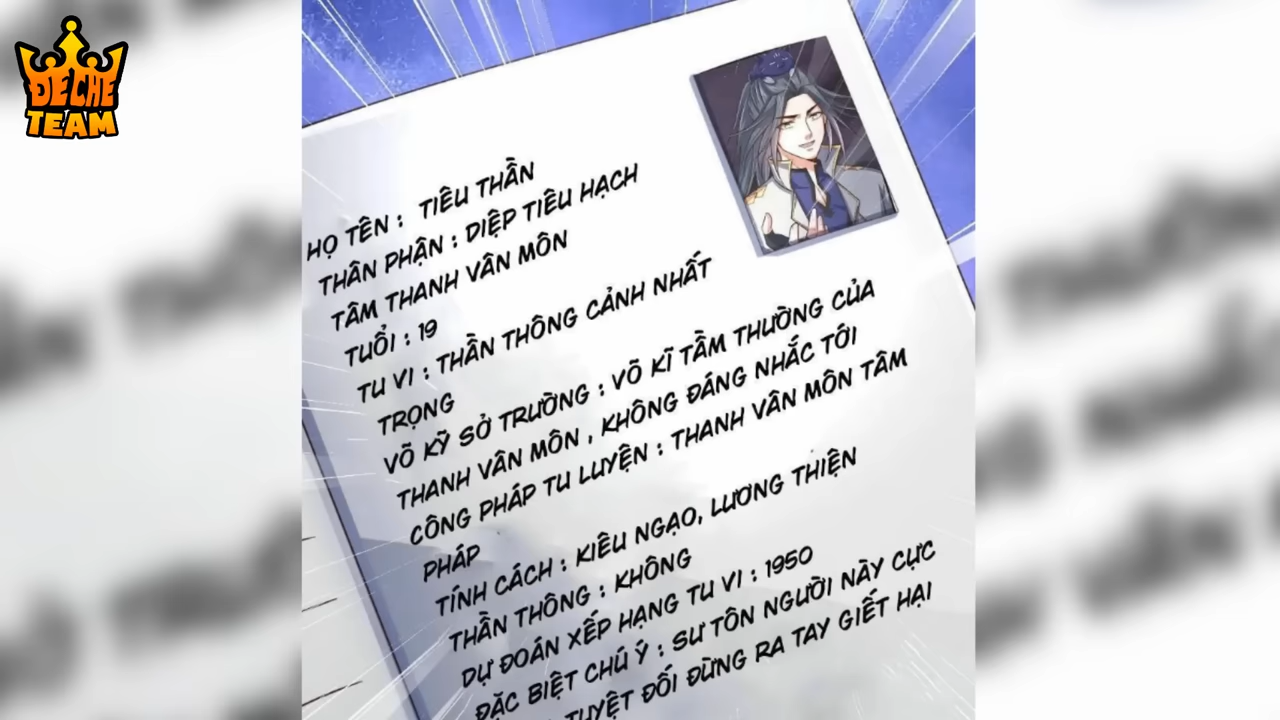 ĐẾ CHẾ
TEAM
HỌ TÊN : TIÊU THẦN
THÂN PHẬN : DIỆP TIÊU HẠCH
TÂM THANH VÂN MÔN
TUỔI : 19
TU VI : THẦN THÔNG CẢNH NHẤT
TRỌNG
VÕ KỸ SỞ TRƯỜNG : VÕ KĨ TẦM THƯỜNG CỦA
THANH VÂN MÔN , KHÔNG ĐÁNG NHẮC TỚI
CÔNG PHÁP TU LUYỆN : THANH VÂN MÔN TÂM
PHÁP
TÍNH CÁCH : KIÊU NGẠO, LƯƠNG THIỆN
THẦN THÔNG : KHÔNG
DỰ ĐOÁN XẾP HẠNG TU VI : 1950
ĐẶC BIỆT CHÚ Ý : SƯ TÔN NGƯỜI NÀY CỰC
TUYỆT ĐỐI ĐỪNG RA TAY GIẾT HẠI